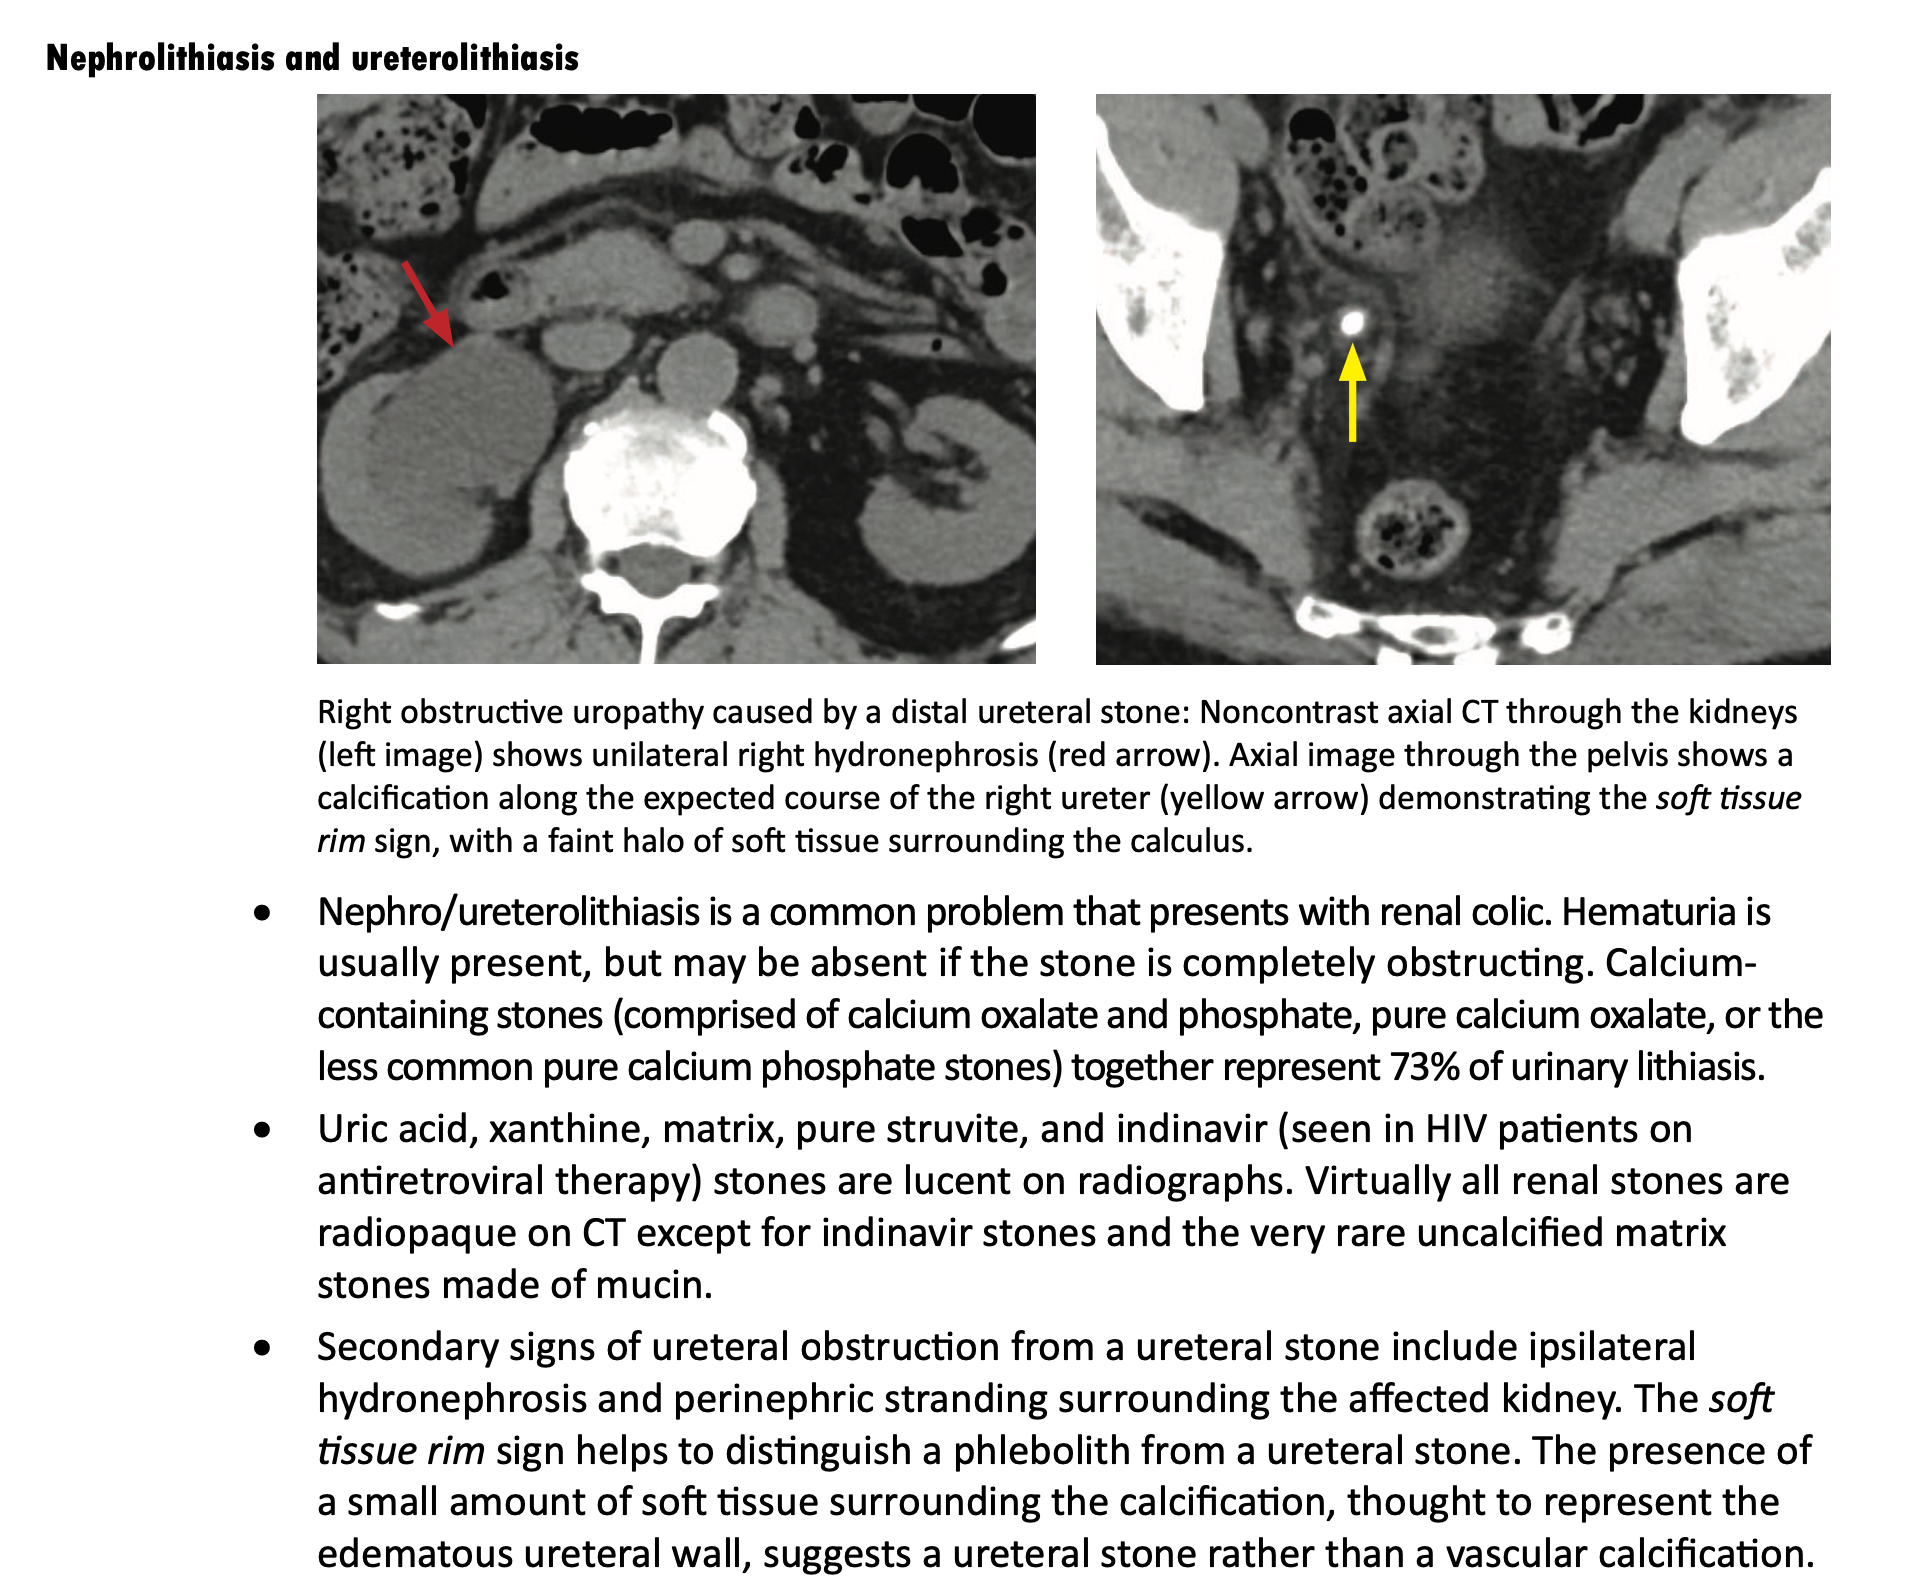 Nephrolithiasis and ureterolithiasis
Right obstructive uropathy caused by a distal ureteral stone: Noncontrast axial CT through the kidneys
(left image) shows unilateral right hydronephrosis (red arrow). Axial image through the pelvis shows a
calcification along the expected course of the right ureter (yellow arrow) demonstrating the soft tissue
rim sign, with a faint halo of soft tissue surrounding the calculus.
• Nephro/ureterolithiasis is a common problem that presents with renal colic. Hematuria is
usually present, but may be absent if the stone is completely obstructing. Calcium-
containing stones (comprised of calcium oxalate and phosphate, pure calcium oxalate, or the
less common pure calcium phosphate stones) together represent 73% of urinary lithiasis.
• Uric acid, xanthine, matrix, pure struvite, and indinavir (seen in HIV patients on
antiretroviral therapy) stones are lucent on radiographs. Virtually all renal stones are
radiopaque on CT except for indinavir stones and the very rare uncalcified matrix
stones made of mucin.
• Secondary signs of ureteral obstruction from a ureteral stone include ipsilateral
hydronephrosis and perinephric stranding surrounding the affected kidney. The soft
tissue rim sign helps to distinguish a phlebolith from a ureteral stone. The presence of
a small amount of soft tissue surrounding the calcification, thought to represent the
edematous ureteral wall, suggests a ureteral stone rather than a vascular calcification.